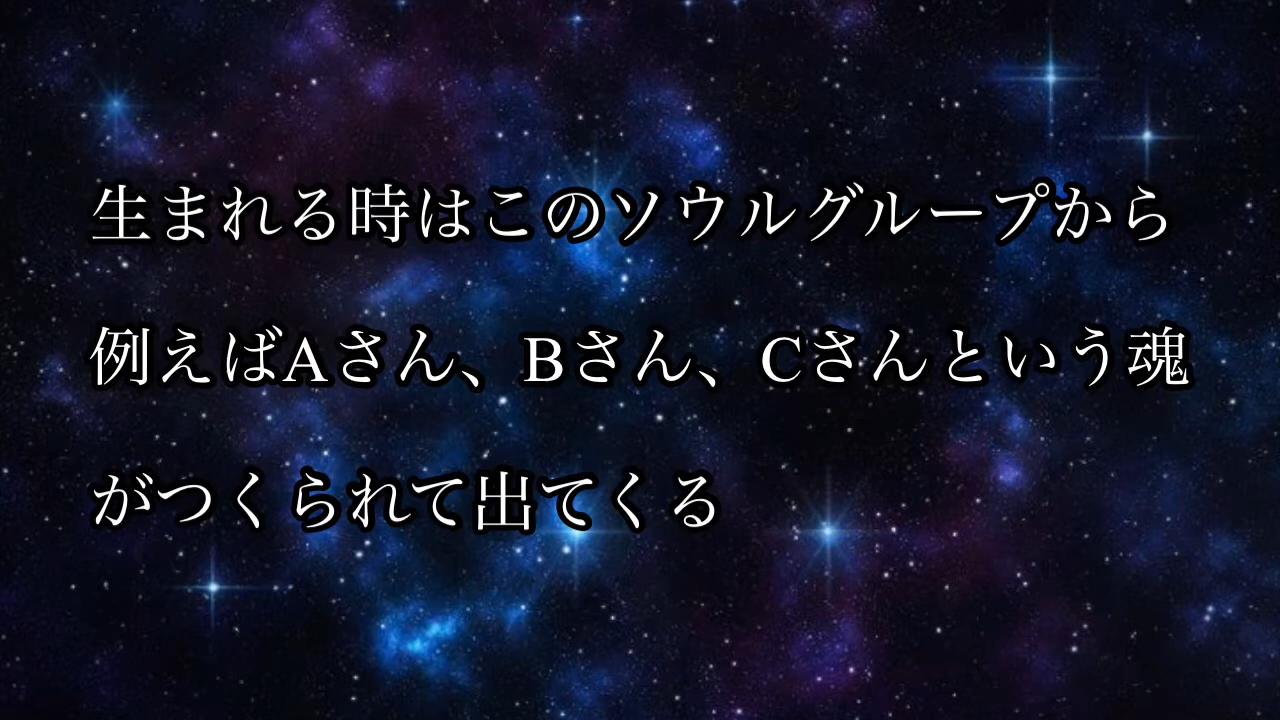 生まれる時はこのソウルグループから
例えばAさん、Bさん、Cさんという魂
がつくられて出てくる